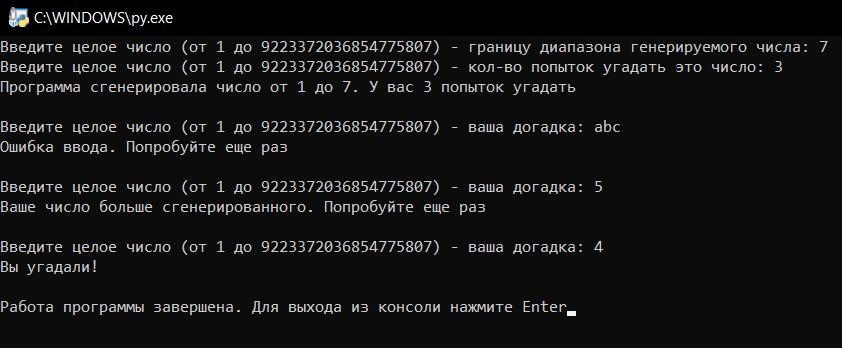 C:\WINDOWS\py.exe
Введите целое число (от 1 до 9223372036854775807) - границу диапазона генерируемого числа: 7
Введите целое число (от 1 до 9223372036854775807) - кол-во попыток угадать это число: 3
Программа сгенерировала число от 1 до 7. У вас 3 попыток угадать
Введите целое число (от 1 до 9223372036854775807) - ваша догадка: abc
Ошибка ввода. Попробуйте еще раз
Введите целое число (от 1 до 9223372036854775807) - ваша догадка: 5
Ваше число больше сгенерированного. Попробуйте еще раз
Введите целое число (от 1 до 9223372036854775807) - ваша догадка: 4
Вы угадали!
Работа программы завершена. Для выхода из консоли нажмите Enter